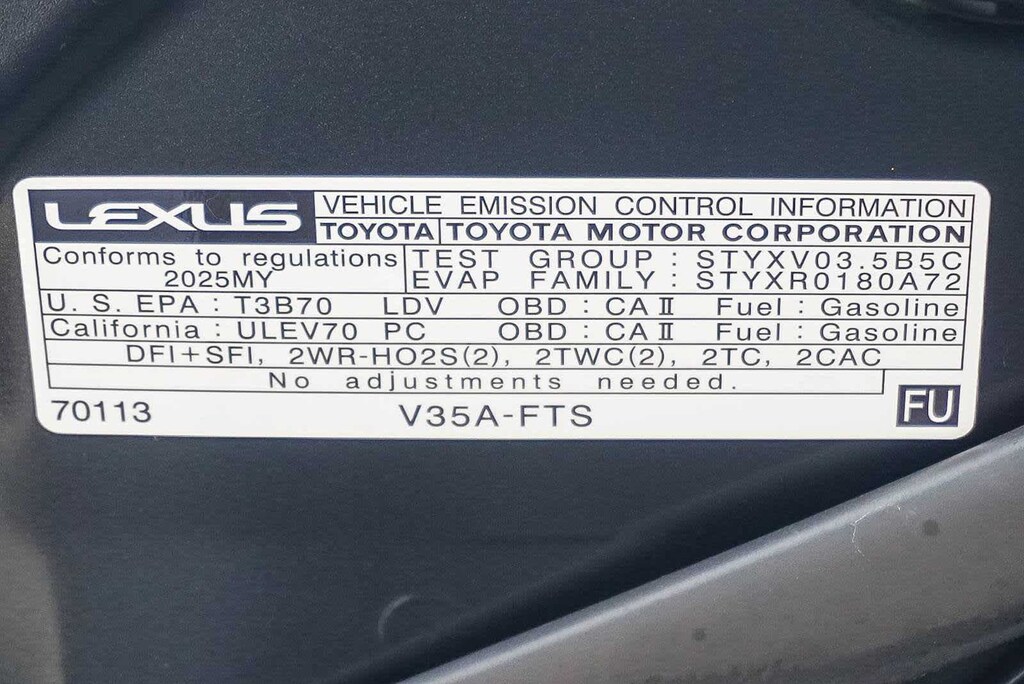 LEXUS VEHICLE EMISSION CONTROL INFORMATION
TOYOTA TOYOTA MOTOR CORPORATION
Conforms to regulations TEST GROUP : STYXV03.5B5C
2025MY EVAP FAMILY : STYXR0180A72
U.S. EPA : T3B70 LDV OBD : CA II Fuel : Gasoline
California : ULEV70 PC OBD : CA II Fuel : Gasoline
DFI+SFI, 2WR-HO2S(2), 2TWC(2), 2TC, 2CAC
No adjustments needed.
70113 V35A-FTS FU